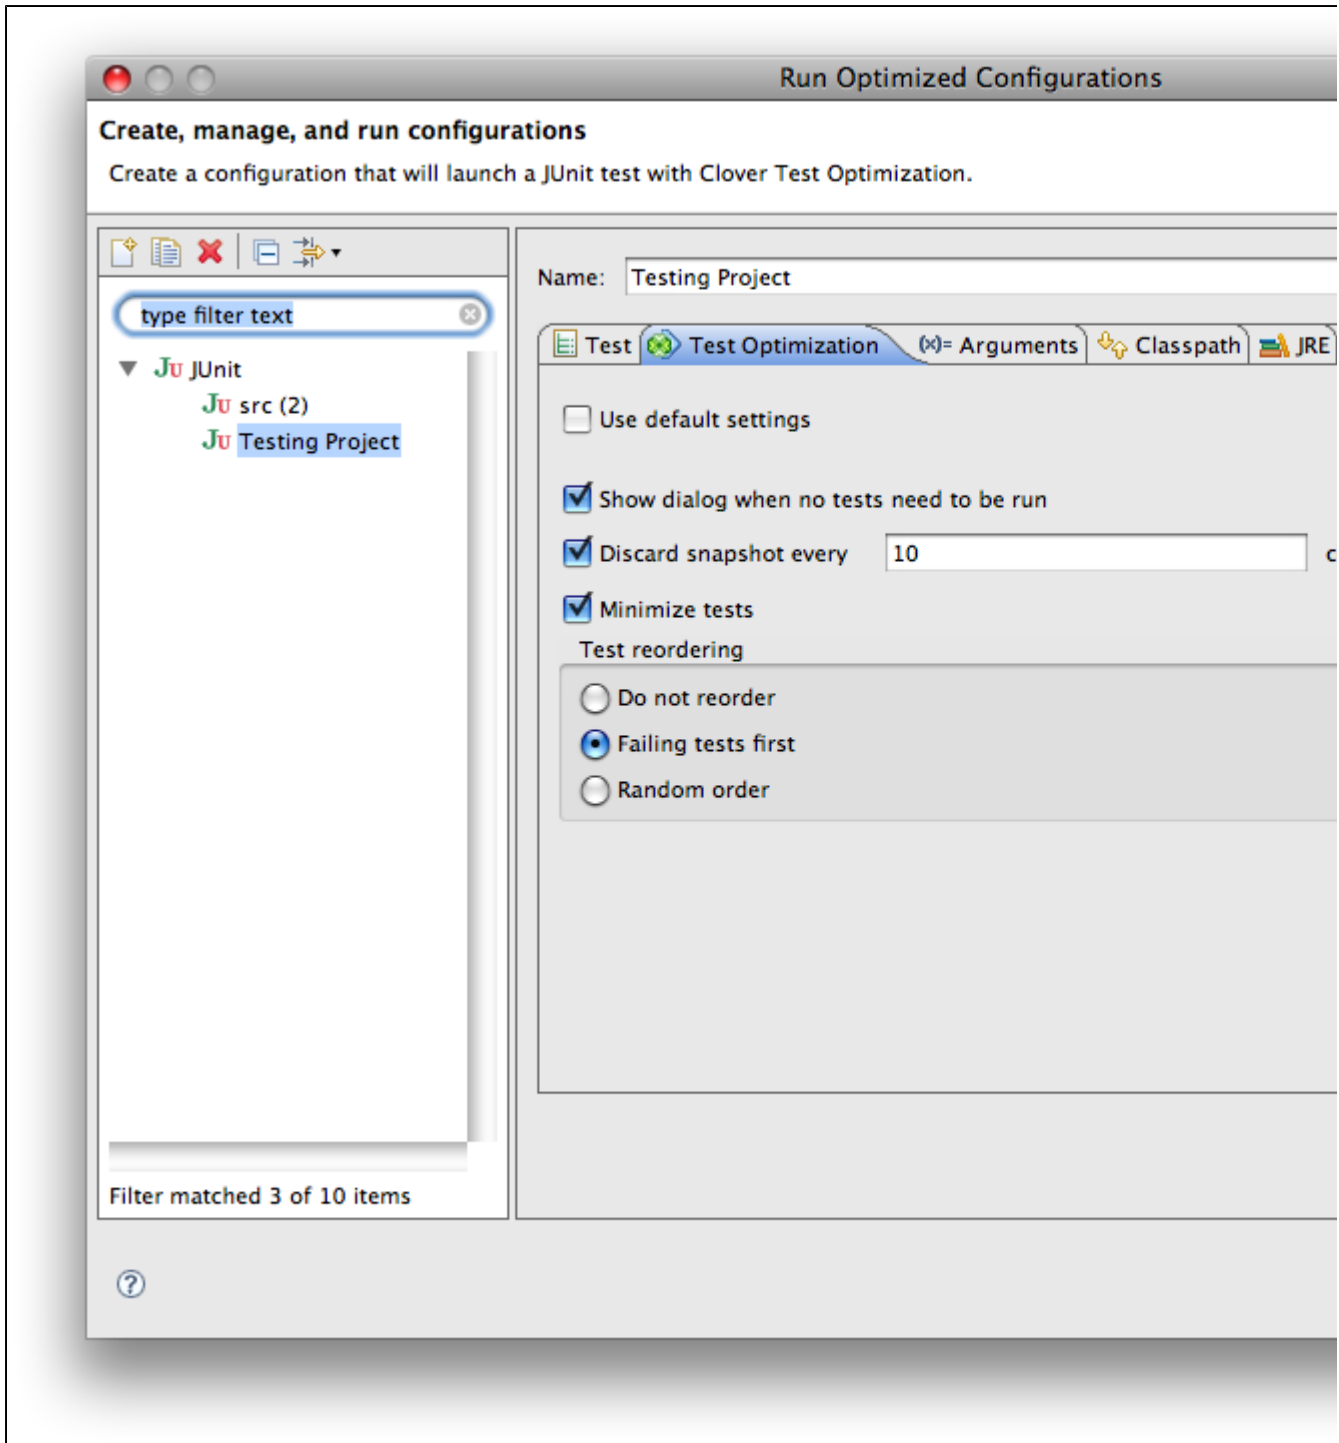 Run Optimized Configurations
Create, manage, and run configurations
Create a configuration that will launch a JUnit test with Clover Test Optimization.
type filter text
JU JUnit
JU src (2)
JU Testing Project
Filter matched 3 of 10 items
Name: Testing Project
Test Test Optimization (x)= Arguments Classpath JRE
Use default settings
Show dialog when no tests need to be run
Discard snapshot every 10
Minimize tests
Test reordering
Do not reorder
Failing tests first
Random order
?